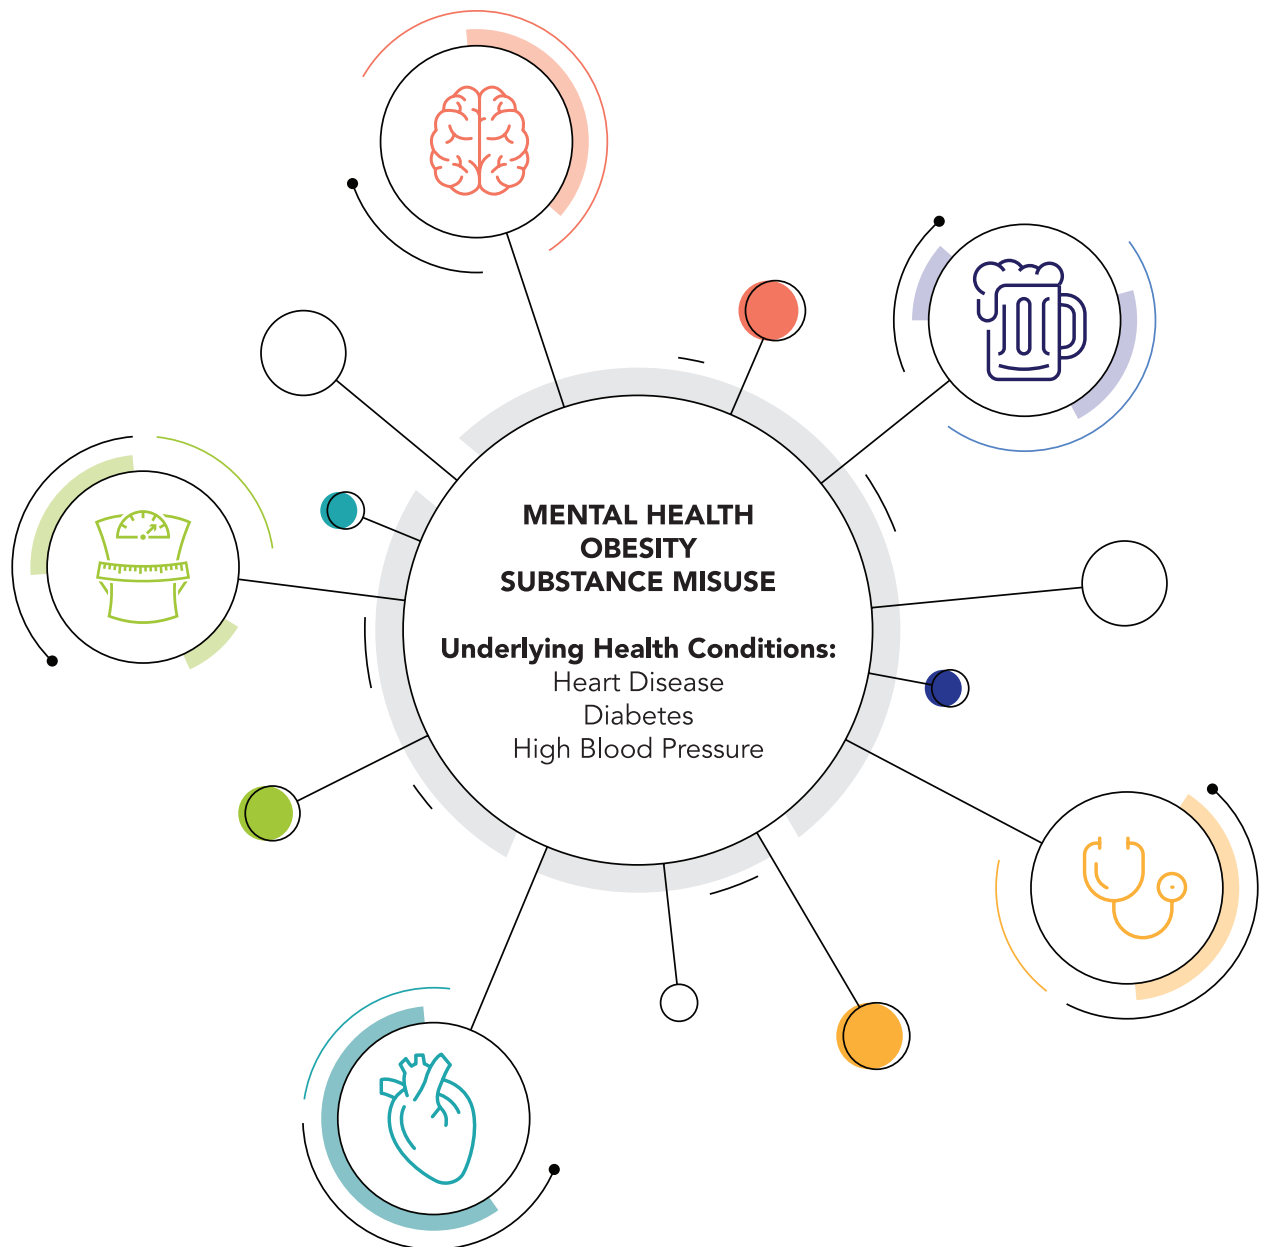 MENTAL HEALTH
OBESITY
SUBSTANCE MISUSE
Underlying Health Conditions:
Heart Disease
Diabetes
High Blood Pressure